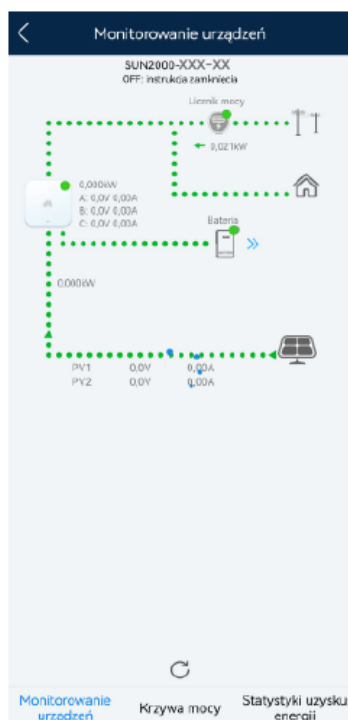 Monitorowanie urządzeń
SUN2000-XXX-XX
OFF: instrukcja zamknięcia
Licznik mocy
0,021kW
0,000kW
A: 0,0V 0,00A
B: 0,0V 0,00A
C: 0,0V 0,00A
Bateria
0.000kW
PV1 0,0V 0,00A
PV2 0,0V 0,00A
Monitorowanie urządzeń
Krzywa mocy
Statystyki uzysku energii